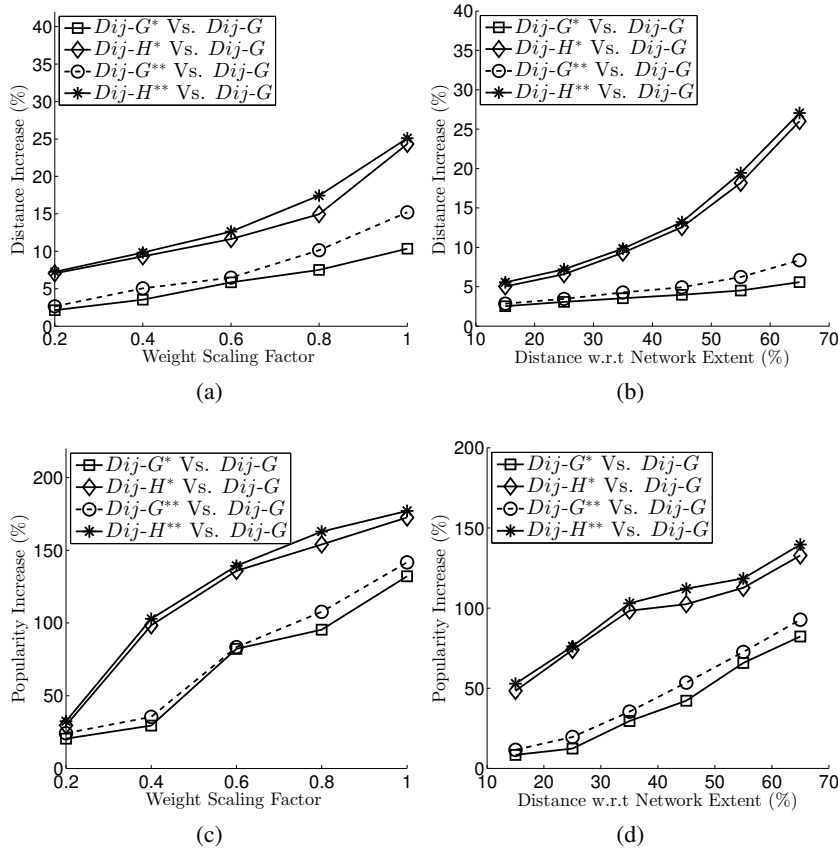 Dij-G* Vs. Dij-G
Dij-H* Vs. Dij-G
Dij-G** Vs. Dij-G
Dij-H** Vs. Dij-G
40
35
30
25
20
15
10
5
0
Distance Increase (%)
0.2 0.4 0.6 0.8 1
Weight Scaling Factor
(a)
Dij-G* Vs. Dij-G
Dij-H* Vs. Dij-G
Dij-G** Vs. Dij-G
Dij-H** Vs. Dij-G
40
35
30
25
20
15
10
5
0
Distance Increase (%)
10 20 30 40 50 60 70
Distance w.r.t Network Extent (%)
(b)
Dij-G* Vs. Dij-G
Dij-H* Vs. Dij-G
Dij-G** Vs. Dij-G
Dij-H** Vs. Dij-G
200
150
100
50
0
Popularity Increase (%)
0.2 0.4 0.6 0.8 1
Weight Scaling Factor
(c)
Dij-G* Vs. Dij-G
Dij-H* Vs. Dij-G
Dij-G** Vs. Dij-G
Dij-H** Vs. Dij-G
200
150
100
50
0
Popularity Increase (%)
10 20 30 40 50 60 70
Distance w.r.t Network Extent (%)
(d)